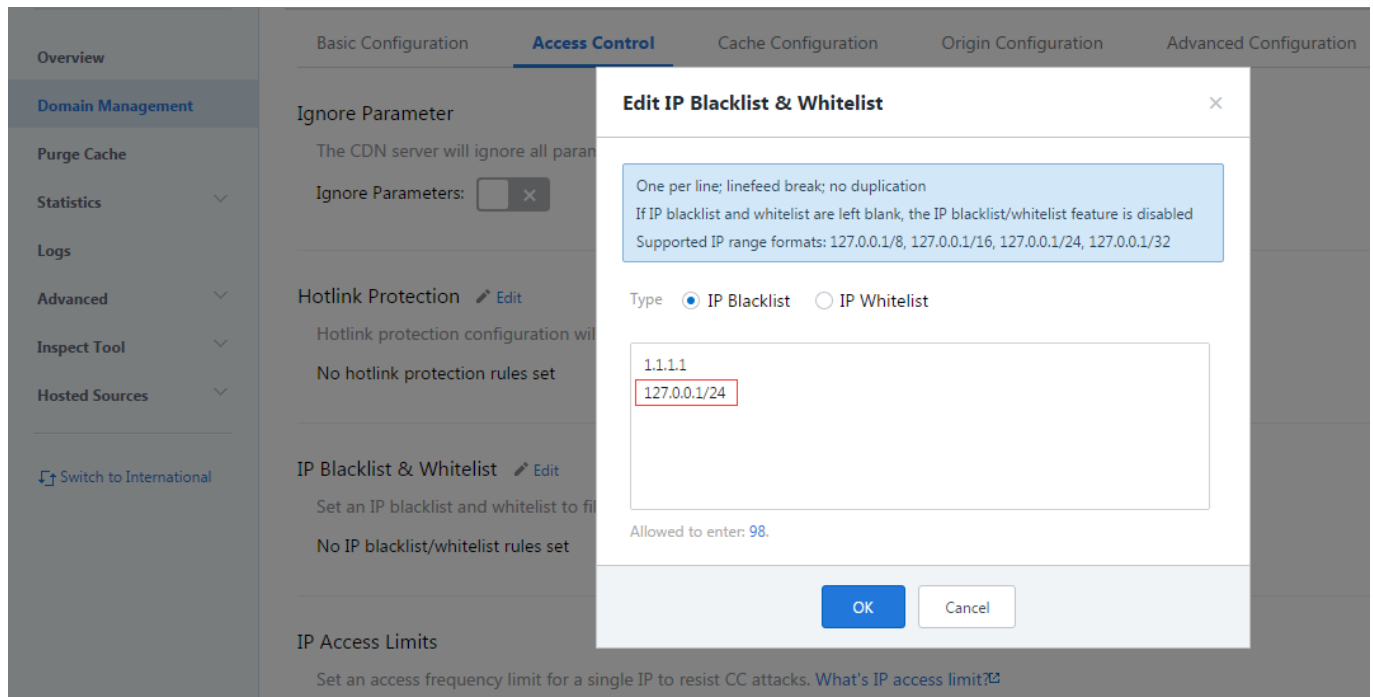 Overview
Domain Management
Purge Cache
Statistics
Logs
Advanced
Inspect Tool
Hosted Sources
Switch to International
Basic Configuration
Access Control
Cache Configuration
Origin Configuration
Advanced Configuration
Ignore Parameter
The CDN server will ignore all paran
Ignore Parameters:
Hotlink Protection Edit
Hotlink protection configuration wil
No hotlink protection rules set
IP Blacklist & Whitelist Edit
Set an IP blacklist and whitelist to fil
No IP blacklist/whitelist rules set
IP Access Limits
Set an access frequency limit for a single IP to resist CC attacks. What's IP access limit?
Edit IP Blacklist & Whitelist
One per line; linefeed break; no duplication
If IP blacklist and whitelist are left blank, the IP blacklist/whitelist feature is disabled
Supported IP range formats: 127.0.0.1/8, 127.0.0.1/16, 127.0.0.1/24, 127.0.0.1/32
Type IP Blacklist IP Whitelist
1.1.1.1
127.0.0.1/24
Allowed to enter: 98.
OK
Cancel